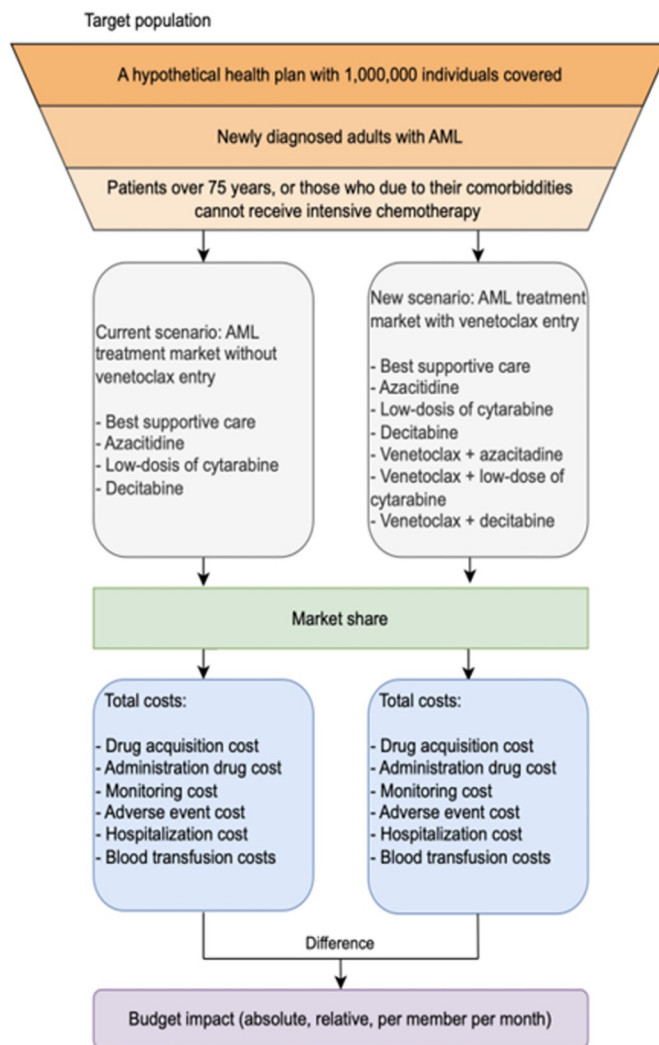 Target population
A hypothetical health plan with 1,000,000 individuals covered
Newly diagnosed adults with AML
Patients over 75 years, or those who due to their comorbiddities
cannot receive intensive chemotherapy
Current scenario: AML
treatment market without
venetoclax entry
- Best supportive care
- Azacitidine
- Low-dosis of cytarabine
- Decitabine
New scenario: AML treatment
market with venetoclax entry
- Best supportive care
- Azacitidine
- Low-dosis of cytarabine
- Decitabine
- Venetoclax + azacitadine
- Venetoclax + low-dose of
cytarabine
- Venetoclax + decitabine
Market share
Total costs:
- Drug acquisition cost
- Administration drug cost
- Monitoring cost
- Adverse event cost
- Hospitalization cost
- Blood transfusion costs
Total costs:
- Drug acquisition cost
- Administration drug cost
- Monitoring cost
- Adverse event cost
- Hospitalization cost
- Blood transfusion costs
Difference
Budget impact (absolute, relative, per member per month)